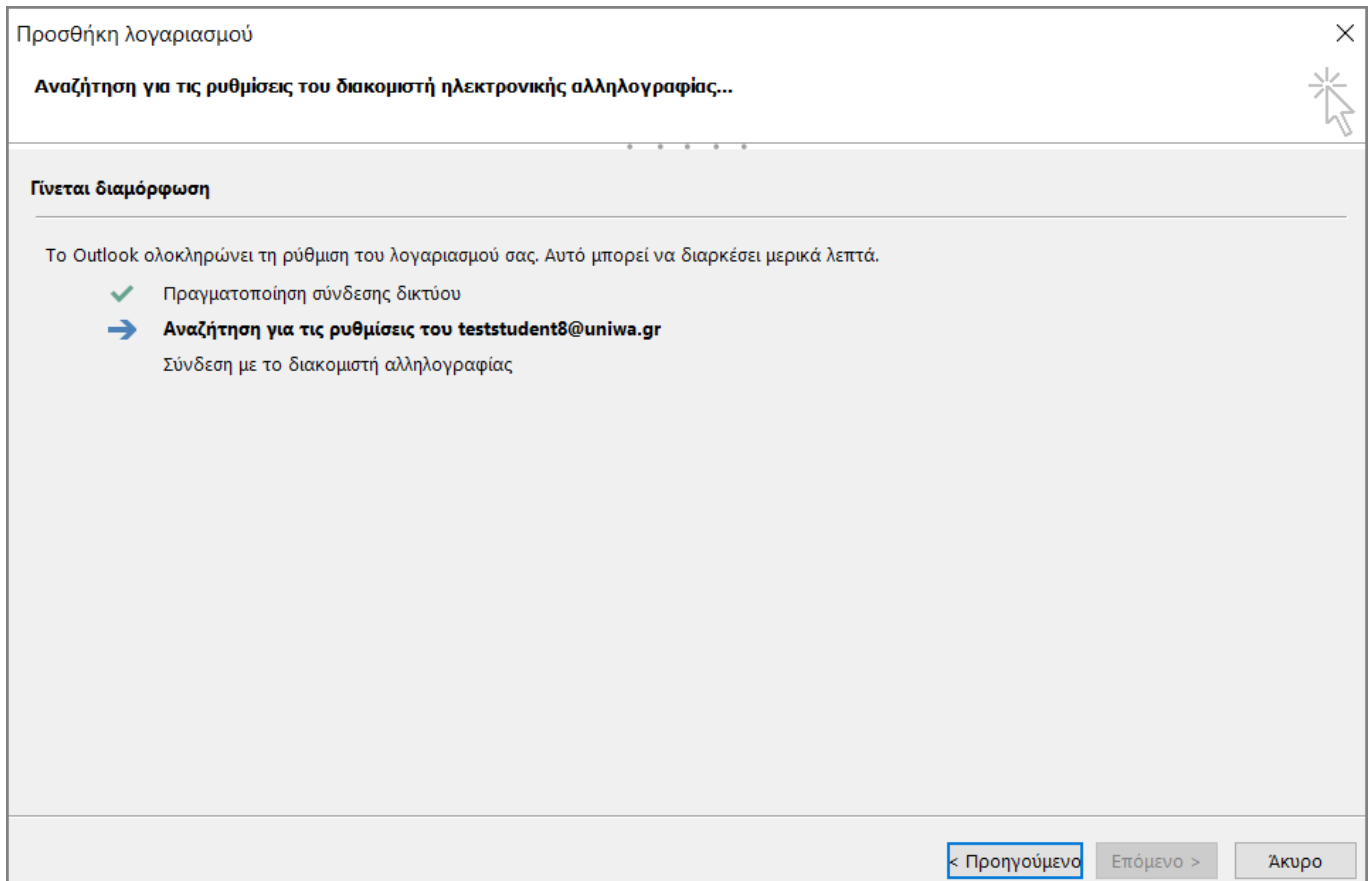 Προσθήκη λογαριασμού
Αναζήτηση για τις ρυθμίσεις του διακομιστή ηλεκτρονικής αλληλογραφίας...
Γίνεται διαμόρφωση
Το Outlook ολοκληρώνει τη ρύθμιση του λογαριασμού σας. Αυτό μπορεί να διαρκέσει μερικά λεπτά.
Πραγματοποίηση σύνδεσης δικτύου
Αναζήτηση για τις ρυθμίσεις του teststudent8@uniwa.gr
Σύνδεση με το διακομιστή αλληλογραφίας
< Προηγούμενο Επόμενο > Άκυρο